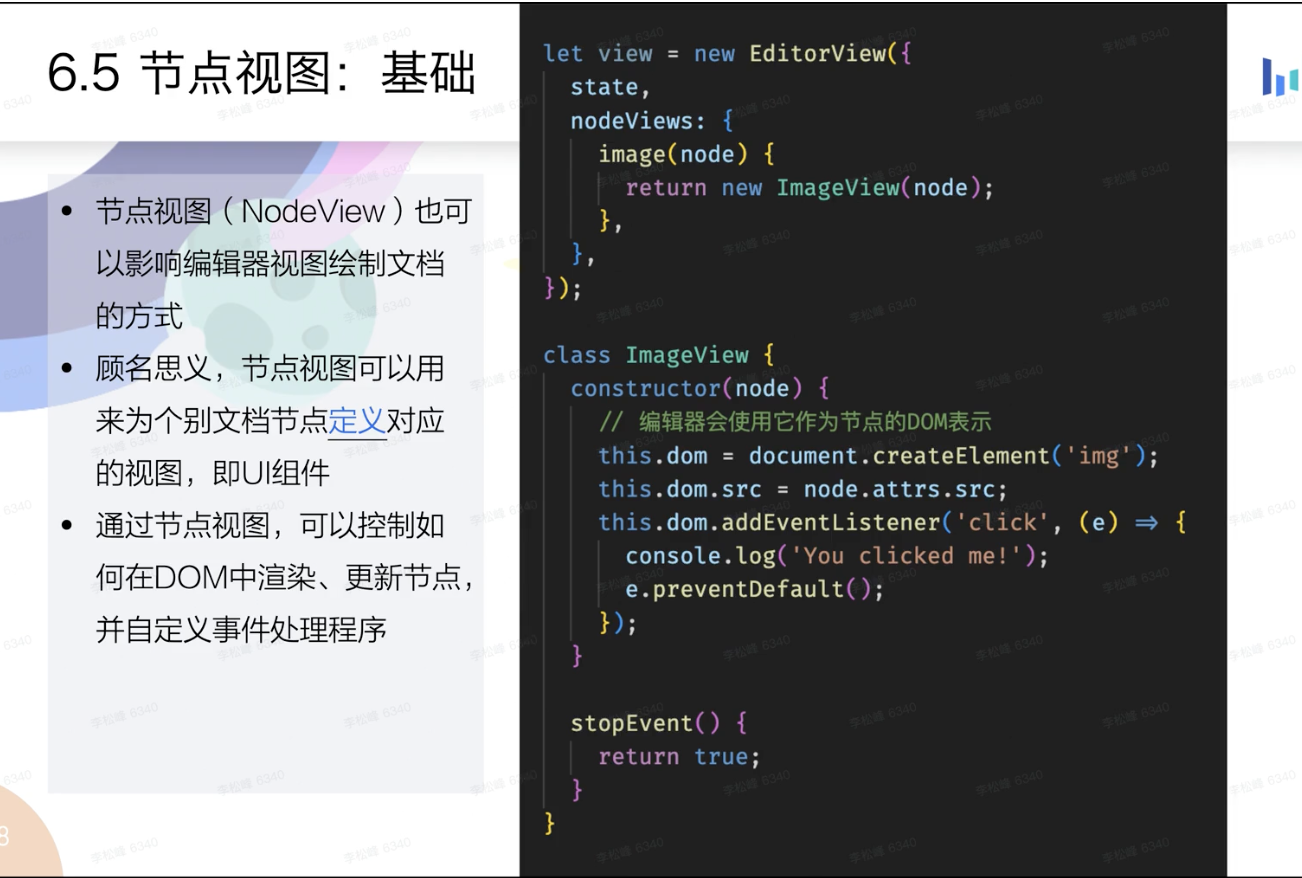 6.5 节点视图：基础
• 节点视图（NodeView）也可
以影响编辑器视图绘制文档
的方式
• 顾名思义，节点视图可以用
来为个别文档节点定义对应
的视图，即UI组件
• 通过节点视图，可以控制如
何在DOM中渲染、更新节点，
并自定义事件处理程序
8
let view = new EditorView({
  state,
  nodeViews: {
    image(node) {
      return new ImageView(node);
    },
  },
});

class ImageView {
  constructor(node) {
    // 编辑器会使用它作为节点的DOM表示
    this.dom = document.createElement('img');
    this.dom.src = node.attrs.src;
    this.dom.addEventListener('click', (e) => {
      console.log('You clicked me!');
      e.preventDefault();
    });
  }

  stopEvent() {
    return true;
  }
}
李松峰 6340